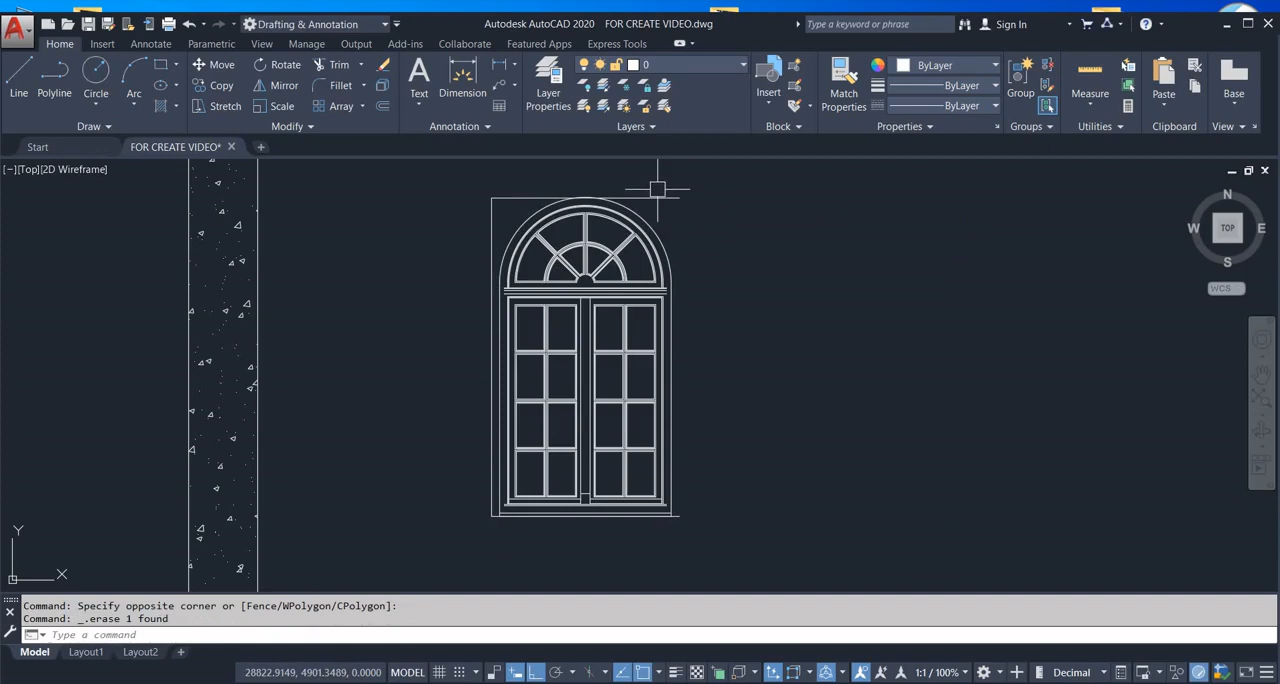 Drafting & Annotation
Autodesk AutoCAD 2020 FOR CREATE VIDEO.dwg
Type a keyword or phrase
Sign In
Home Insert Annotate Parametric View Manage Output Add-ins Collaborate Featured Apps Express Tools
Line Polyline Circle Arc
Move Rotate Trim
Copy Mirror Fillet
Stretch Scale Array
Text Dimension
Layer Properties
0
Insert
Match Properties
ByLayer
ByLayer
ByLayer
Group
Measure
Paste
Base
Draw Modify Annotation Layers Block Properties Groups Utilities Clipboard View
Start FOR CREATE VIDEO*
[−][Top][2D Wireframe]
N
W TOP E
S
WCS
Y
X
Command: Specify opposite corner or [Fence/WPolygon/CPolygon]:
Command: _.erase 1 found
Type a command
Model Layout1 Layout2
28822.9149, 4901.3489, 0.0000 MODEL 1:1 / 100% Decimal